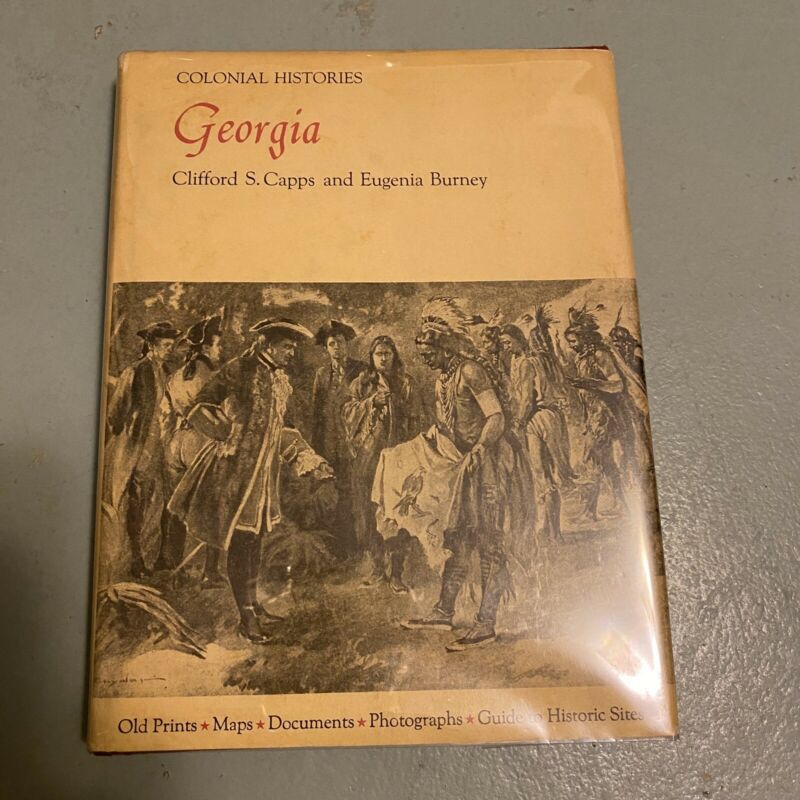 COLONIAL HISTORIES
Georgia
Clifford S. Capps and Eugenia Burney
Old Prints ★ Maps ★ Documents ★ Photographs ★ Guide to Historic Sites